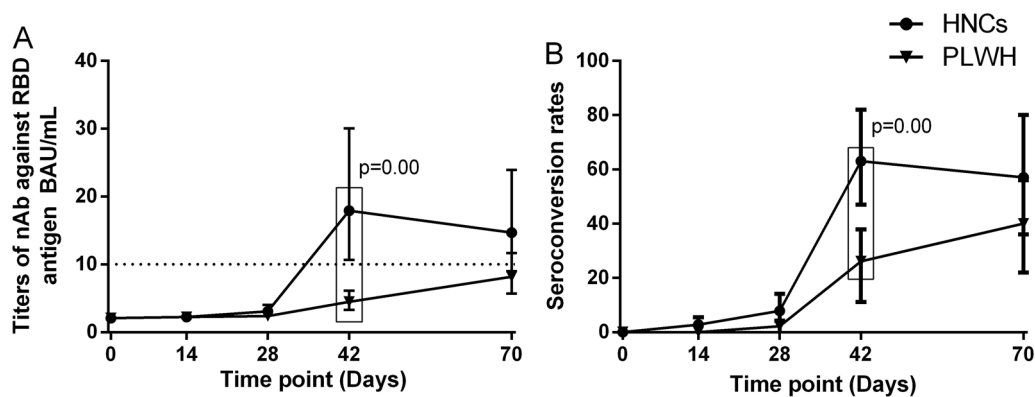 HNCs
PLWH
A
Titers of nAb against RBD
antigen BAU/mL
40
30
20
10
0
p=0.00
0 14 28 42 70
Time point (Days)
B
Seroconversion rates
100
80
60
40
20
0
p=0.00
0 14 28 42 70
Time point (Days)